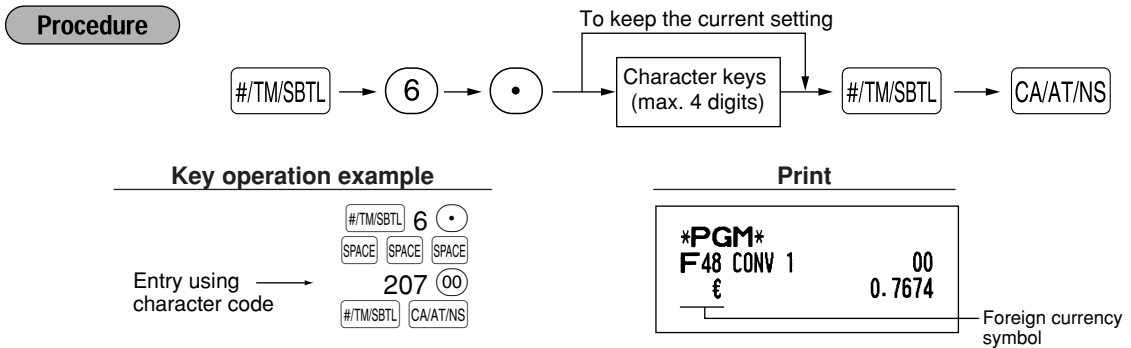 Procedure
To keep the current setting
#/TM/SBTL 6 • Character keys (max. 4 digits) #/TM/SBTL CA/AT/NS
Key operation example
#/TM/SBTL 6 •
SPACE SPACE SPACE
Entry using character code
207 00
#/TM/SBTL CA/AT/NS
Print
*PGM*
F48 CONV 1 00
€ 0.7674
Foreign currency
symbol